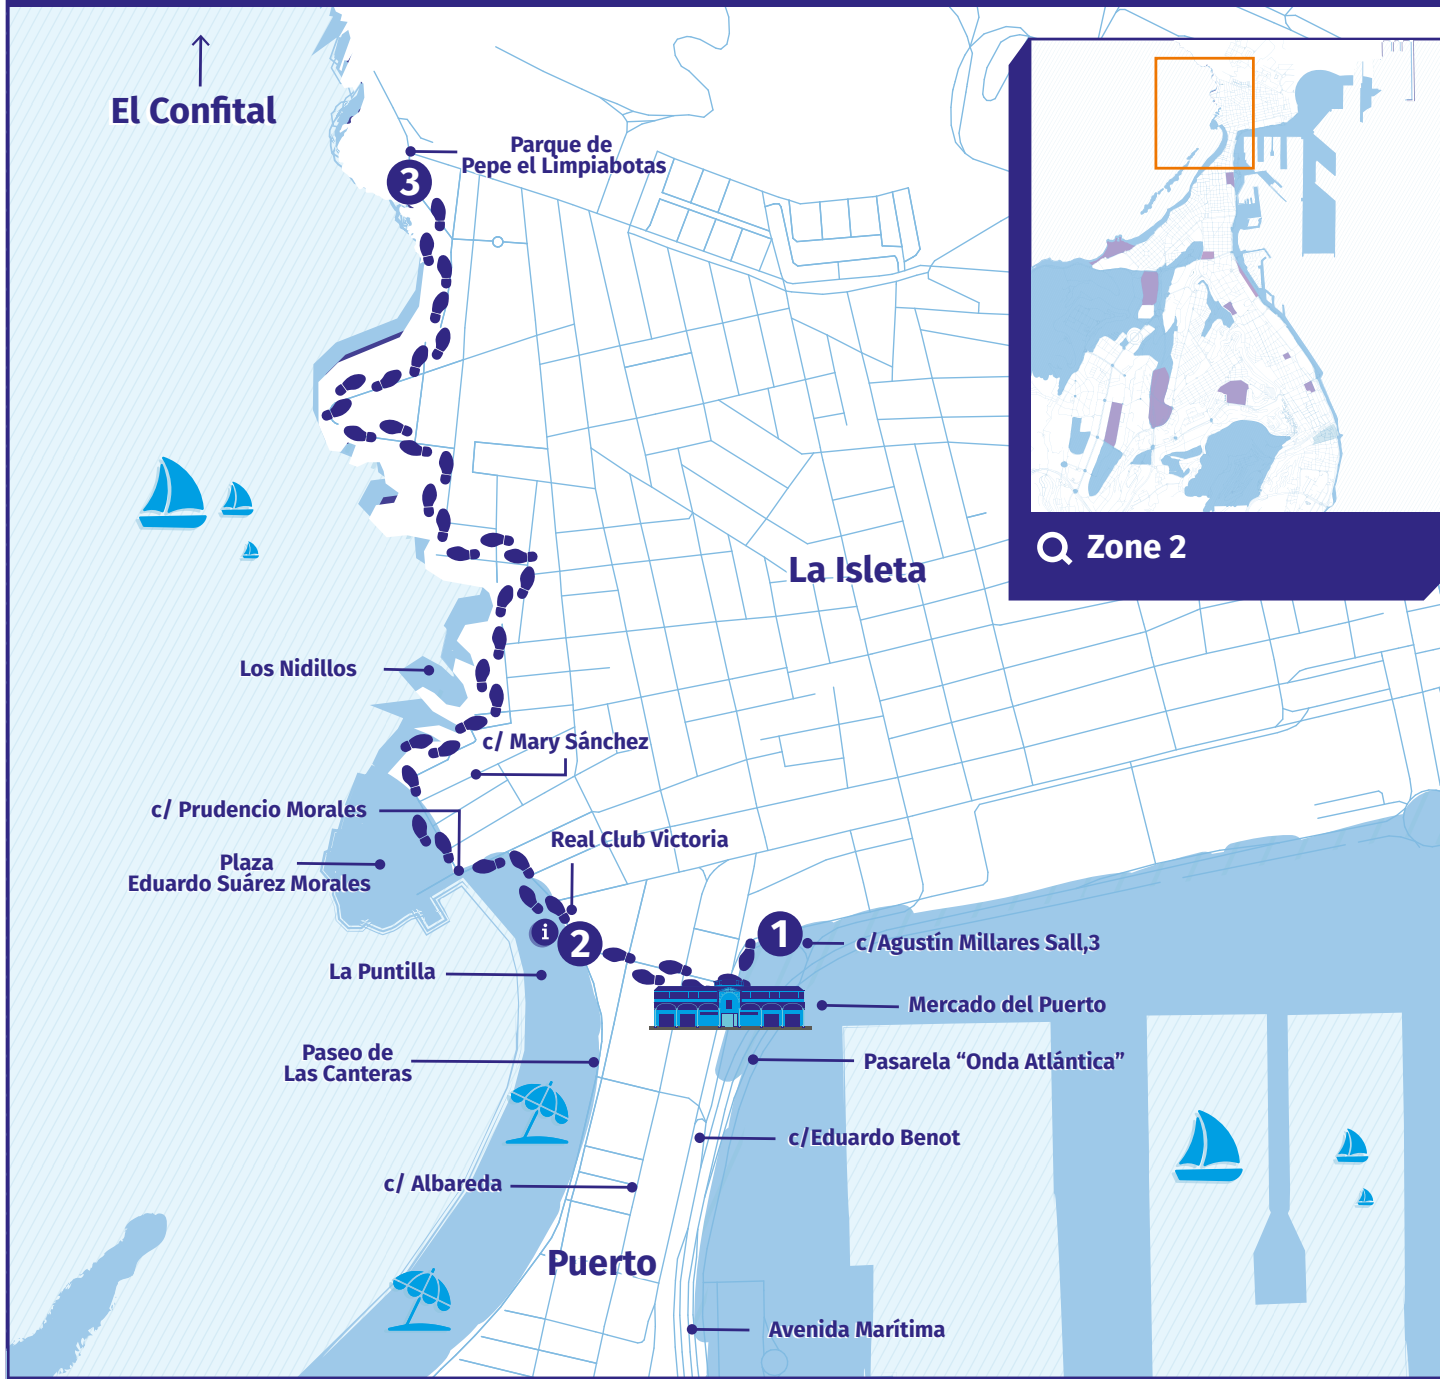 El Confital
Parque de
Pepe el Limpiabotas
3
Zone 2
La Isleta
Los Nidillos
c/ Mary Sánchez
c/ Prudencio Morales
Real Club Victoria
Plaza
Eduardo Suárez Morales
i
2
1
c/Agustín Millares Sall,3
La Puntilla
Mercado del Puerto
Paseo de
Las Canteras
Pasarela “Onda Atlántica”
c/Eduardo Benot
c/ Albareda
Puerto
Avenida Marítima